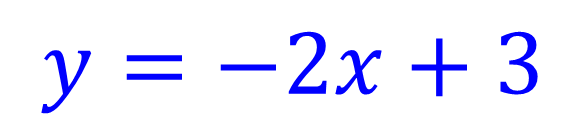 y = −2x + 3